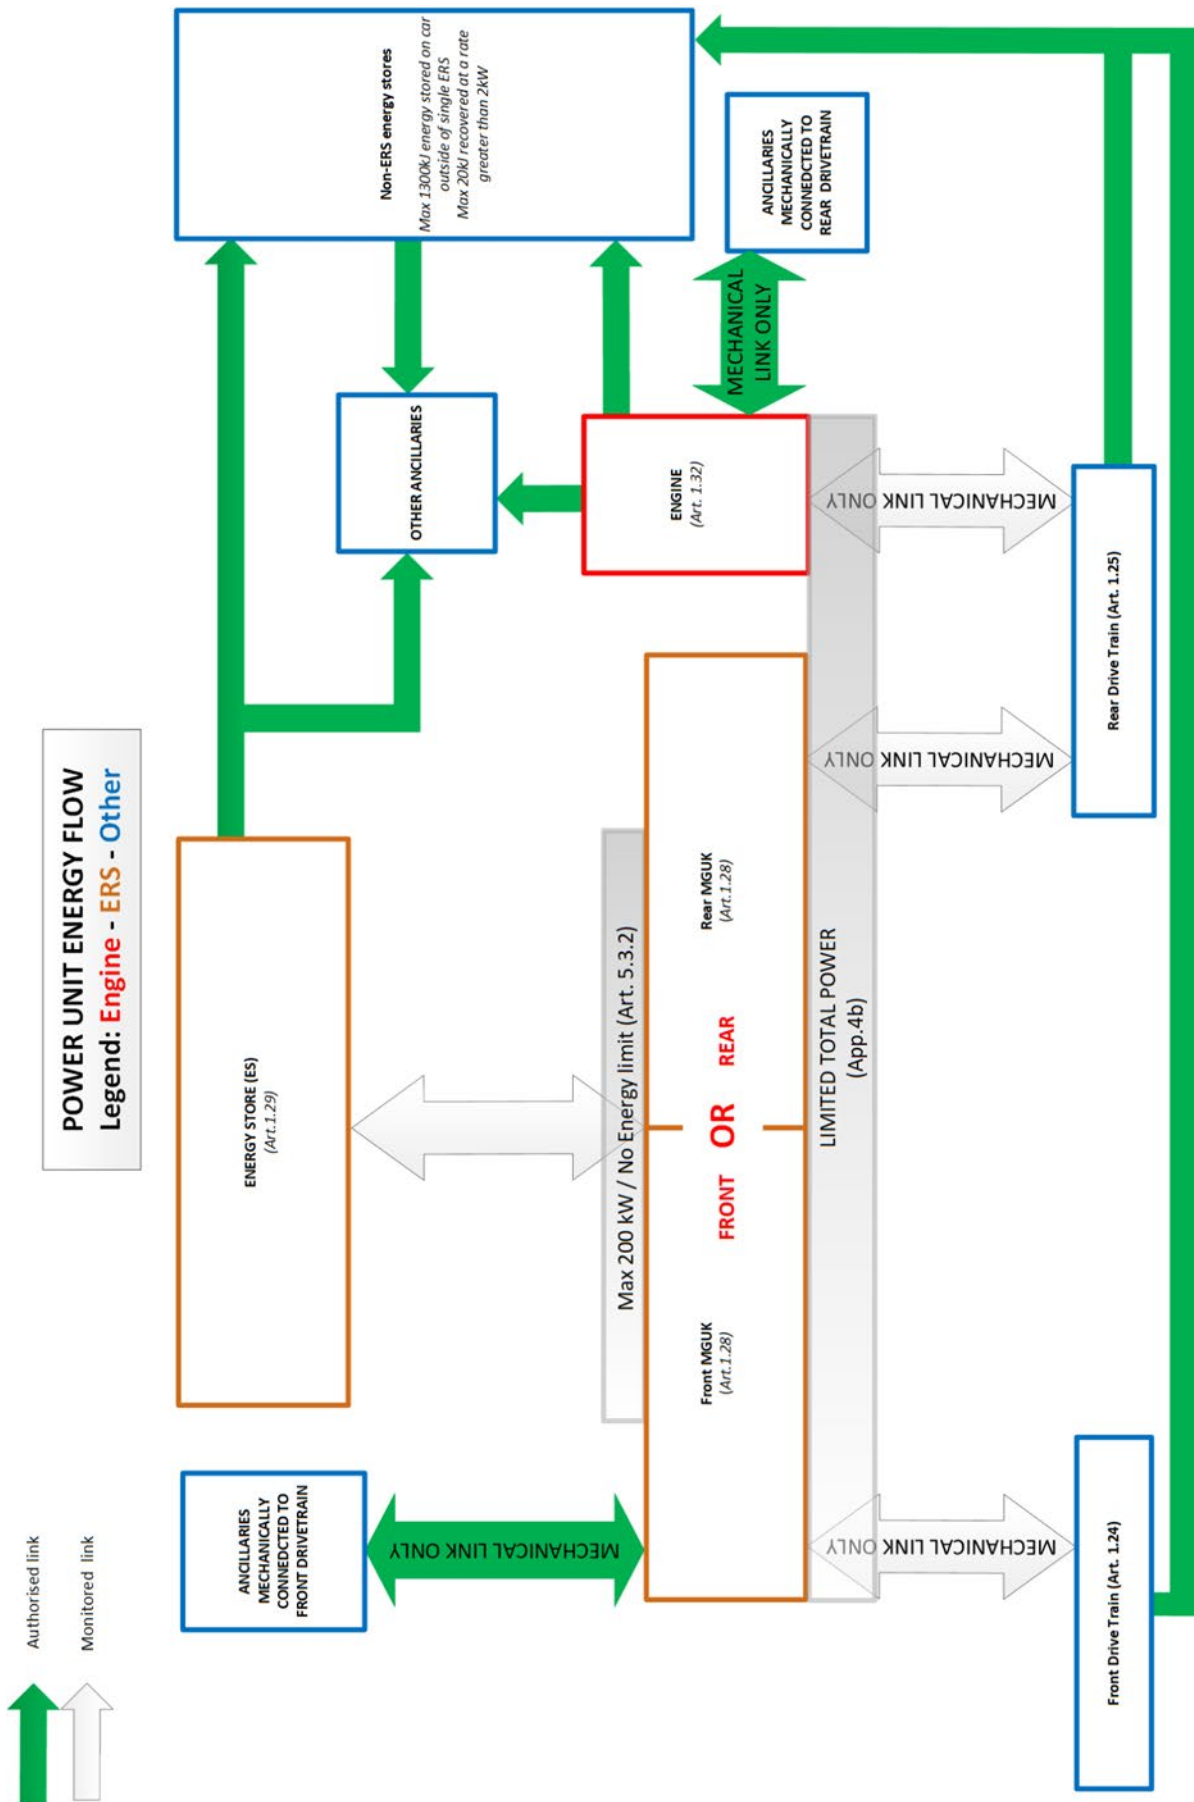 Authorised link
Monitored link
POWER UNIT ENERGY FLOW
Legend: Engine - ERS - Other
ANCILLARIES
MECHANICALLY
CONNEDCTED TO
FRONT DRIVETRAIN
ENERGY STORE (ES)
(Art.1.29)
Non-ERS energy stores
Max 1300kJ energy stored on car
outside of single ERS
Max 20kJ recovered at a rate
greater than 2kW
OTHER ANCILLARIES
MECHANICAL LINK ONLY
Max 200 kW / No Energy limit (Art. 5.3.2)
Front MGUK
(Art.1.28)
FRONT OR REAR
Rear MGUK
(Art.1.28)
ENGINE
(Art. 1.32)
MECHANICAL
LINK ONLY
ANCILLARIES
MECHANICALLY
CONNEDCTED TO
REAR DRIVETRAIN
LIMITED TOTAL POWER
(App.4b)
MECHANICAL LINK ONLY
MECHANICAL LINK ONLY
MECHANICAL LINK ONLY
Front Drive Train (Art. 1.24)
Rear Drive Train (Art. 1.25)